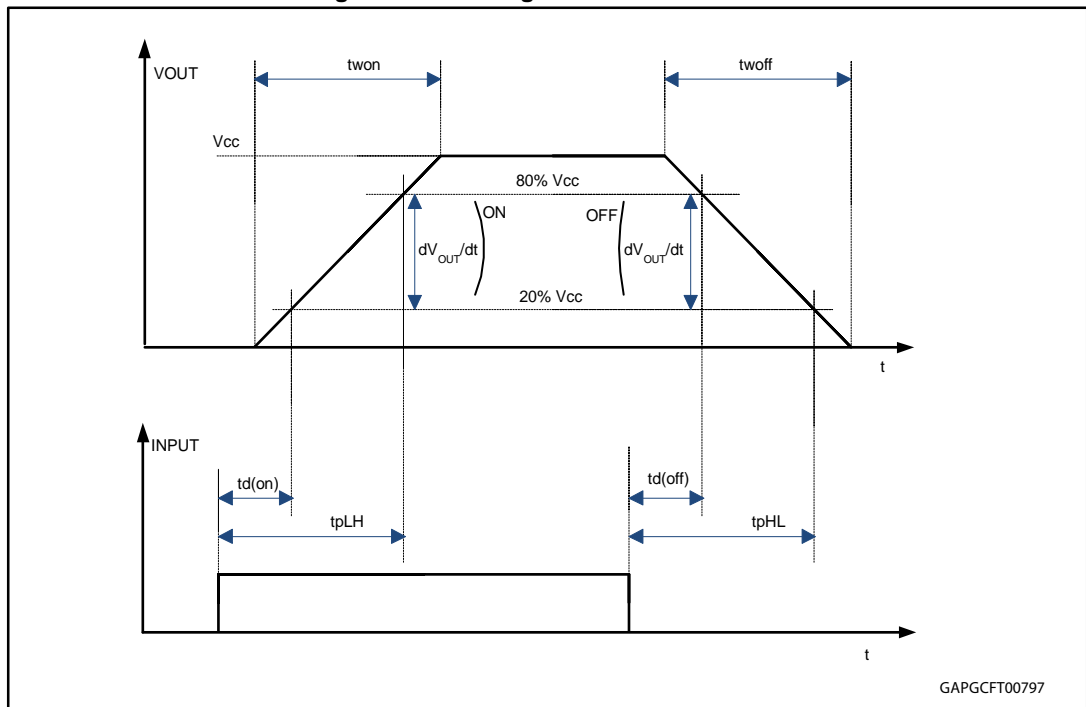 VOUT
twon
twoff
Vcc
80% Vcc
ON
OFF
dVOUT/dt
dVOUT/dt
20% Vcc
t
INPUT
td(on)
td(off)
tpLH
tpHL
t
GAPGCFT00797